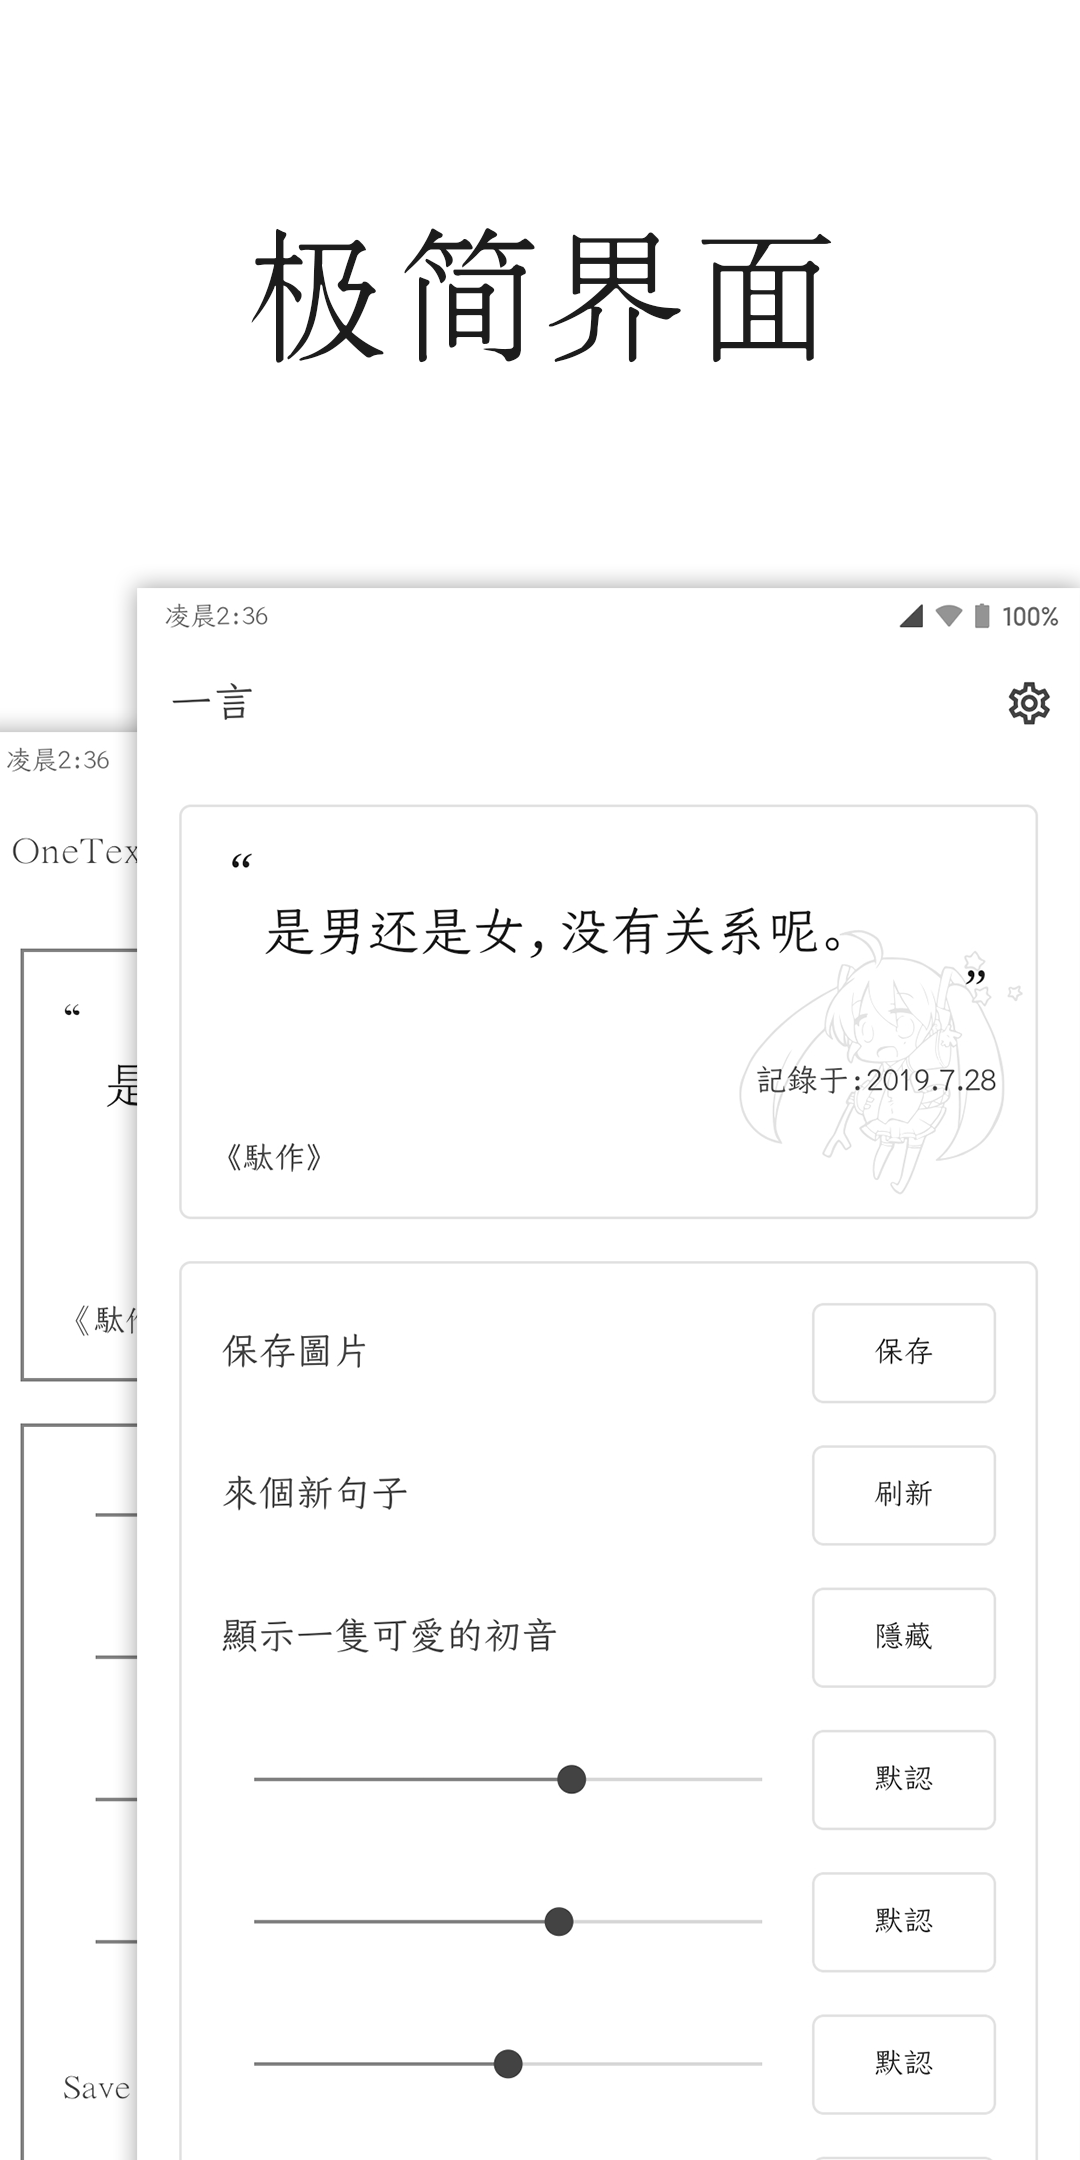 极简界面
凌晨2:36
100%
一言
“
是男还是女,没有关系呢。
”
記錄于:2019.7.28
《駄作》
保存圖片
保存
來個新句子
刷新
顯示一隻可愛的初音
隱藏
默認
默認
默認
凌晨2:36
OneTex
“
是
《駄作
Save